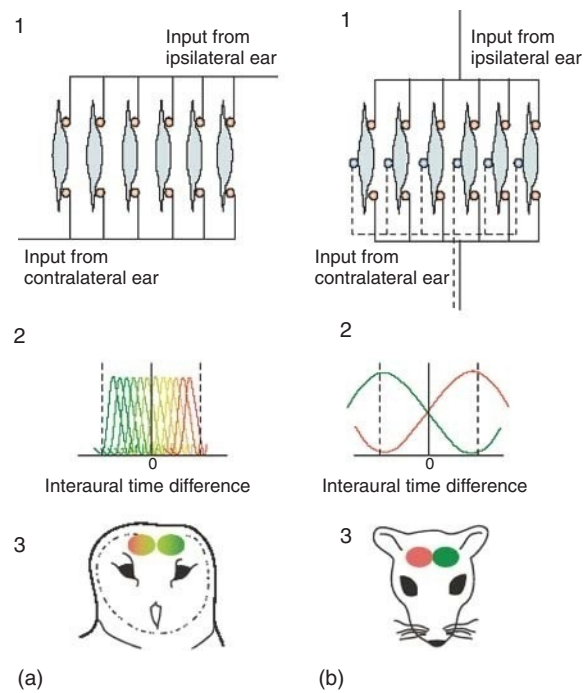 1
Input from
ipsilateral ear
Input from
contralateral ear
2
0
Interaural time difference
3
(a)
1
Input from
ipsilateral ear
Input from
contralateral ear
2
0
Interaural time difference
3
(b)